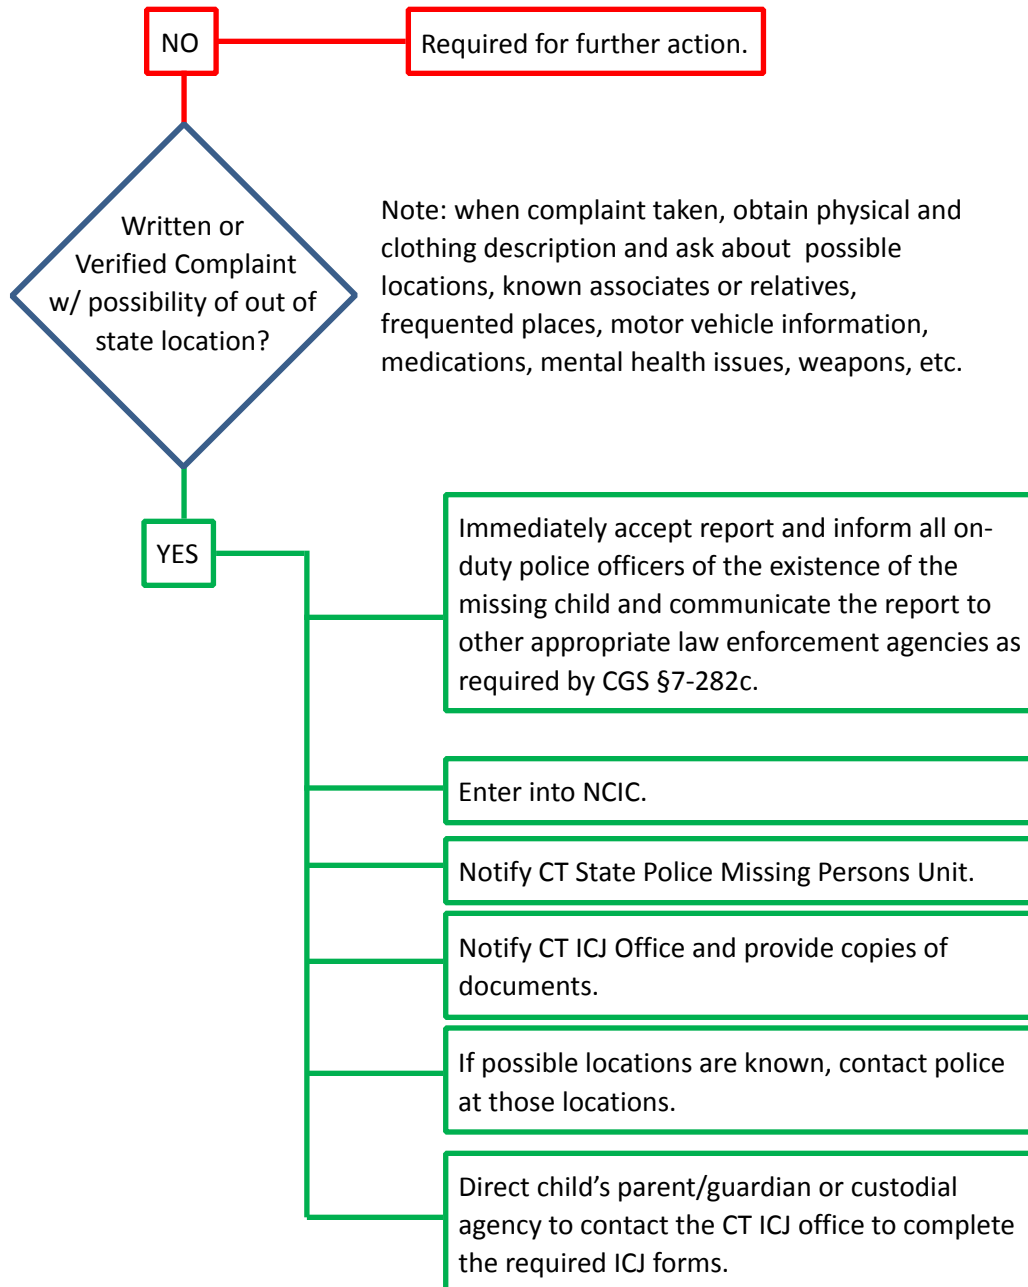 NO
Required for further action.
Written or
Verified Complaint
w/ possibility of out of
state location?
Note: when complaint taken, obtain physical and
clothing description and ask about possible
locations, known associates or relatives,
frequented places, motor vehicle information,
medications, mental health issues, weapons, etc.
YES
Immediately accept report and inform all on-
duty police officers of the existence of the
missing child and communicate the report to
other appropriate law enforcement agencies as
required by CGS §7-282c.
Enter into NCIC.
Notify CT State Police Missing Persons Unit.
Notify CT ICJ Office and provide copies of
documents.
If possible locations are known, contact police
at those locations.
Direct child’s parent/guardian or custodial
agency to contact the CT ICJ office to complete
the required ICJ forms.